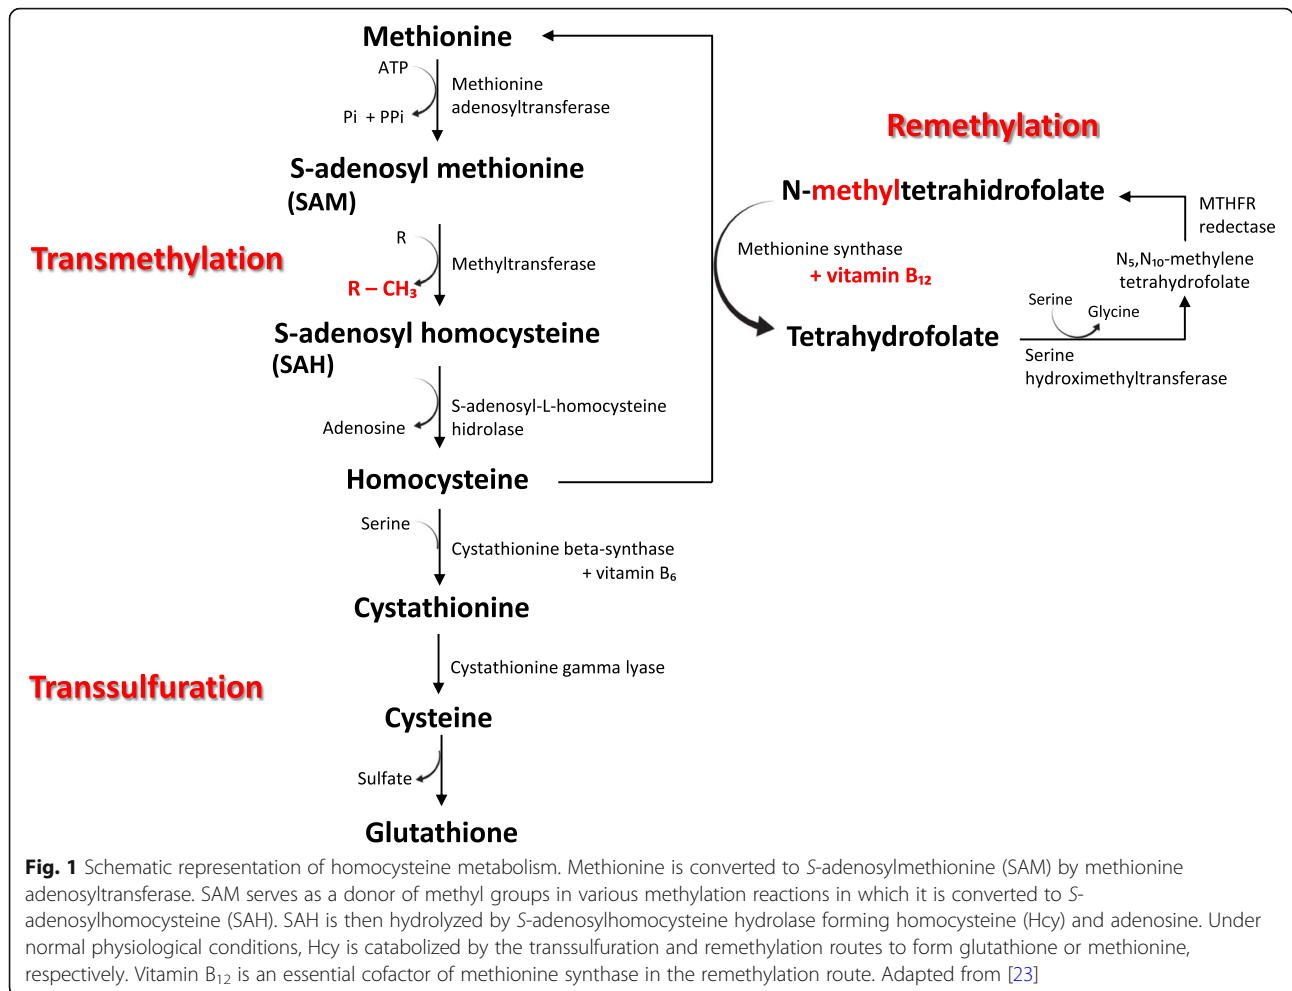 Methionine
ATP
Methionine
adenosyltransferase
Pi + PPi
S-adenosyl methionine
(SAM)
Transmethylation
R
Methyltransferase
R – CH₃
S-adenosyl homocysteine
(SAH)
S-adenosyl-L-homocysteine
hidrolase
Adenosine
Homocysteine
Serine
Cystathionine beta-synthase
+ vitamin B₆
Cystathionine
Cystathionine gamma lyase
Transsulfuration
Cysteine
Sulfate
Glutathione
Remethylation
N-methyltetrahidrofolate
MTHFR
redectase
Methionine synthase
+ vitamin B₁₂
N₅,N₁₀-methylene
tetrahydrofolate
Serine
Glycine
Tetrahydrofolate
Serine
hydroximethyltransferase
Fig. 1 Schematic representation of homocysteine metabolism. Methionine is converted to S-adenosylmethionine (SAM) by methionine
adenosyltransferase. SAM serves as a donor of methyl groups in various methylation reactions in which it is converted to S-
adenosylhomocysteine (SAH). SAH is then hydrolyzed by S-adenosylhomocysteine hydrolase forming homocysteine (Hcy) and adenosine. Under
normal physiological conditions, Hcy is catabolized by the transsulfuration and remethylation routes to form glutathione or methionine,
respectively. Vitamin B₁₂ is an essential cofactor of methionine synthase in the remethylation route. Adapted from [23]